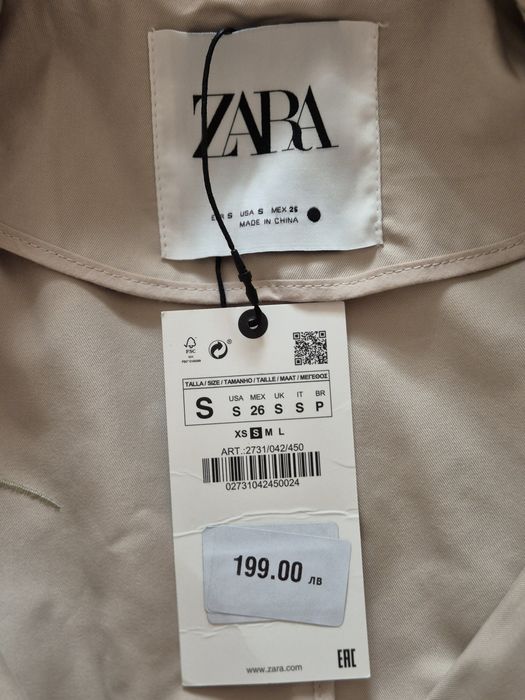 ZARA
EUR S USA S MEX 26
MADE IN CHINA
FSC
TALLA / SIZE / TAMANHO / TAILLE / MAAT / ΜΕΓΕΘΟΣ
S
USA MEX UK IT BR
S 26 S S P
XS S M L
ART.:2731/042/450
02731042450024
199.00 лв
www.zara.com
EAC